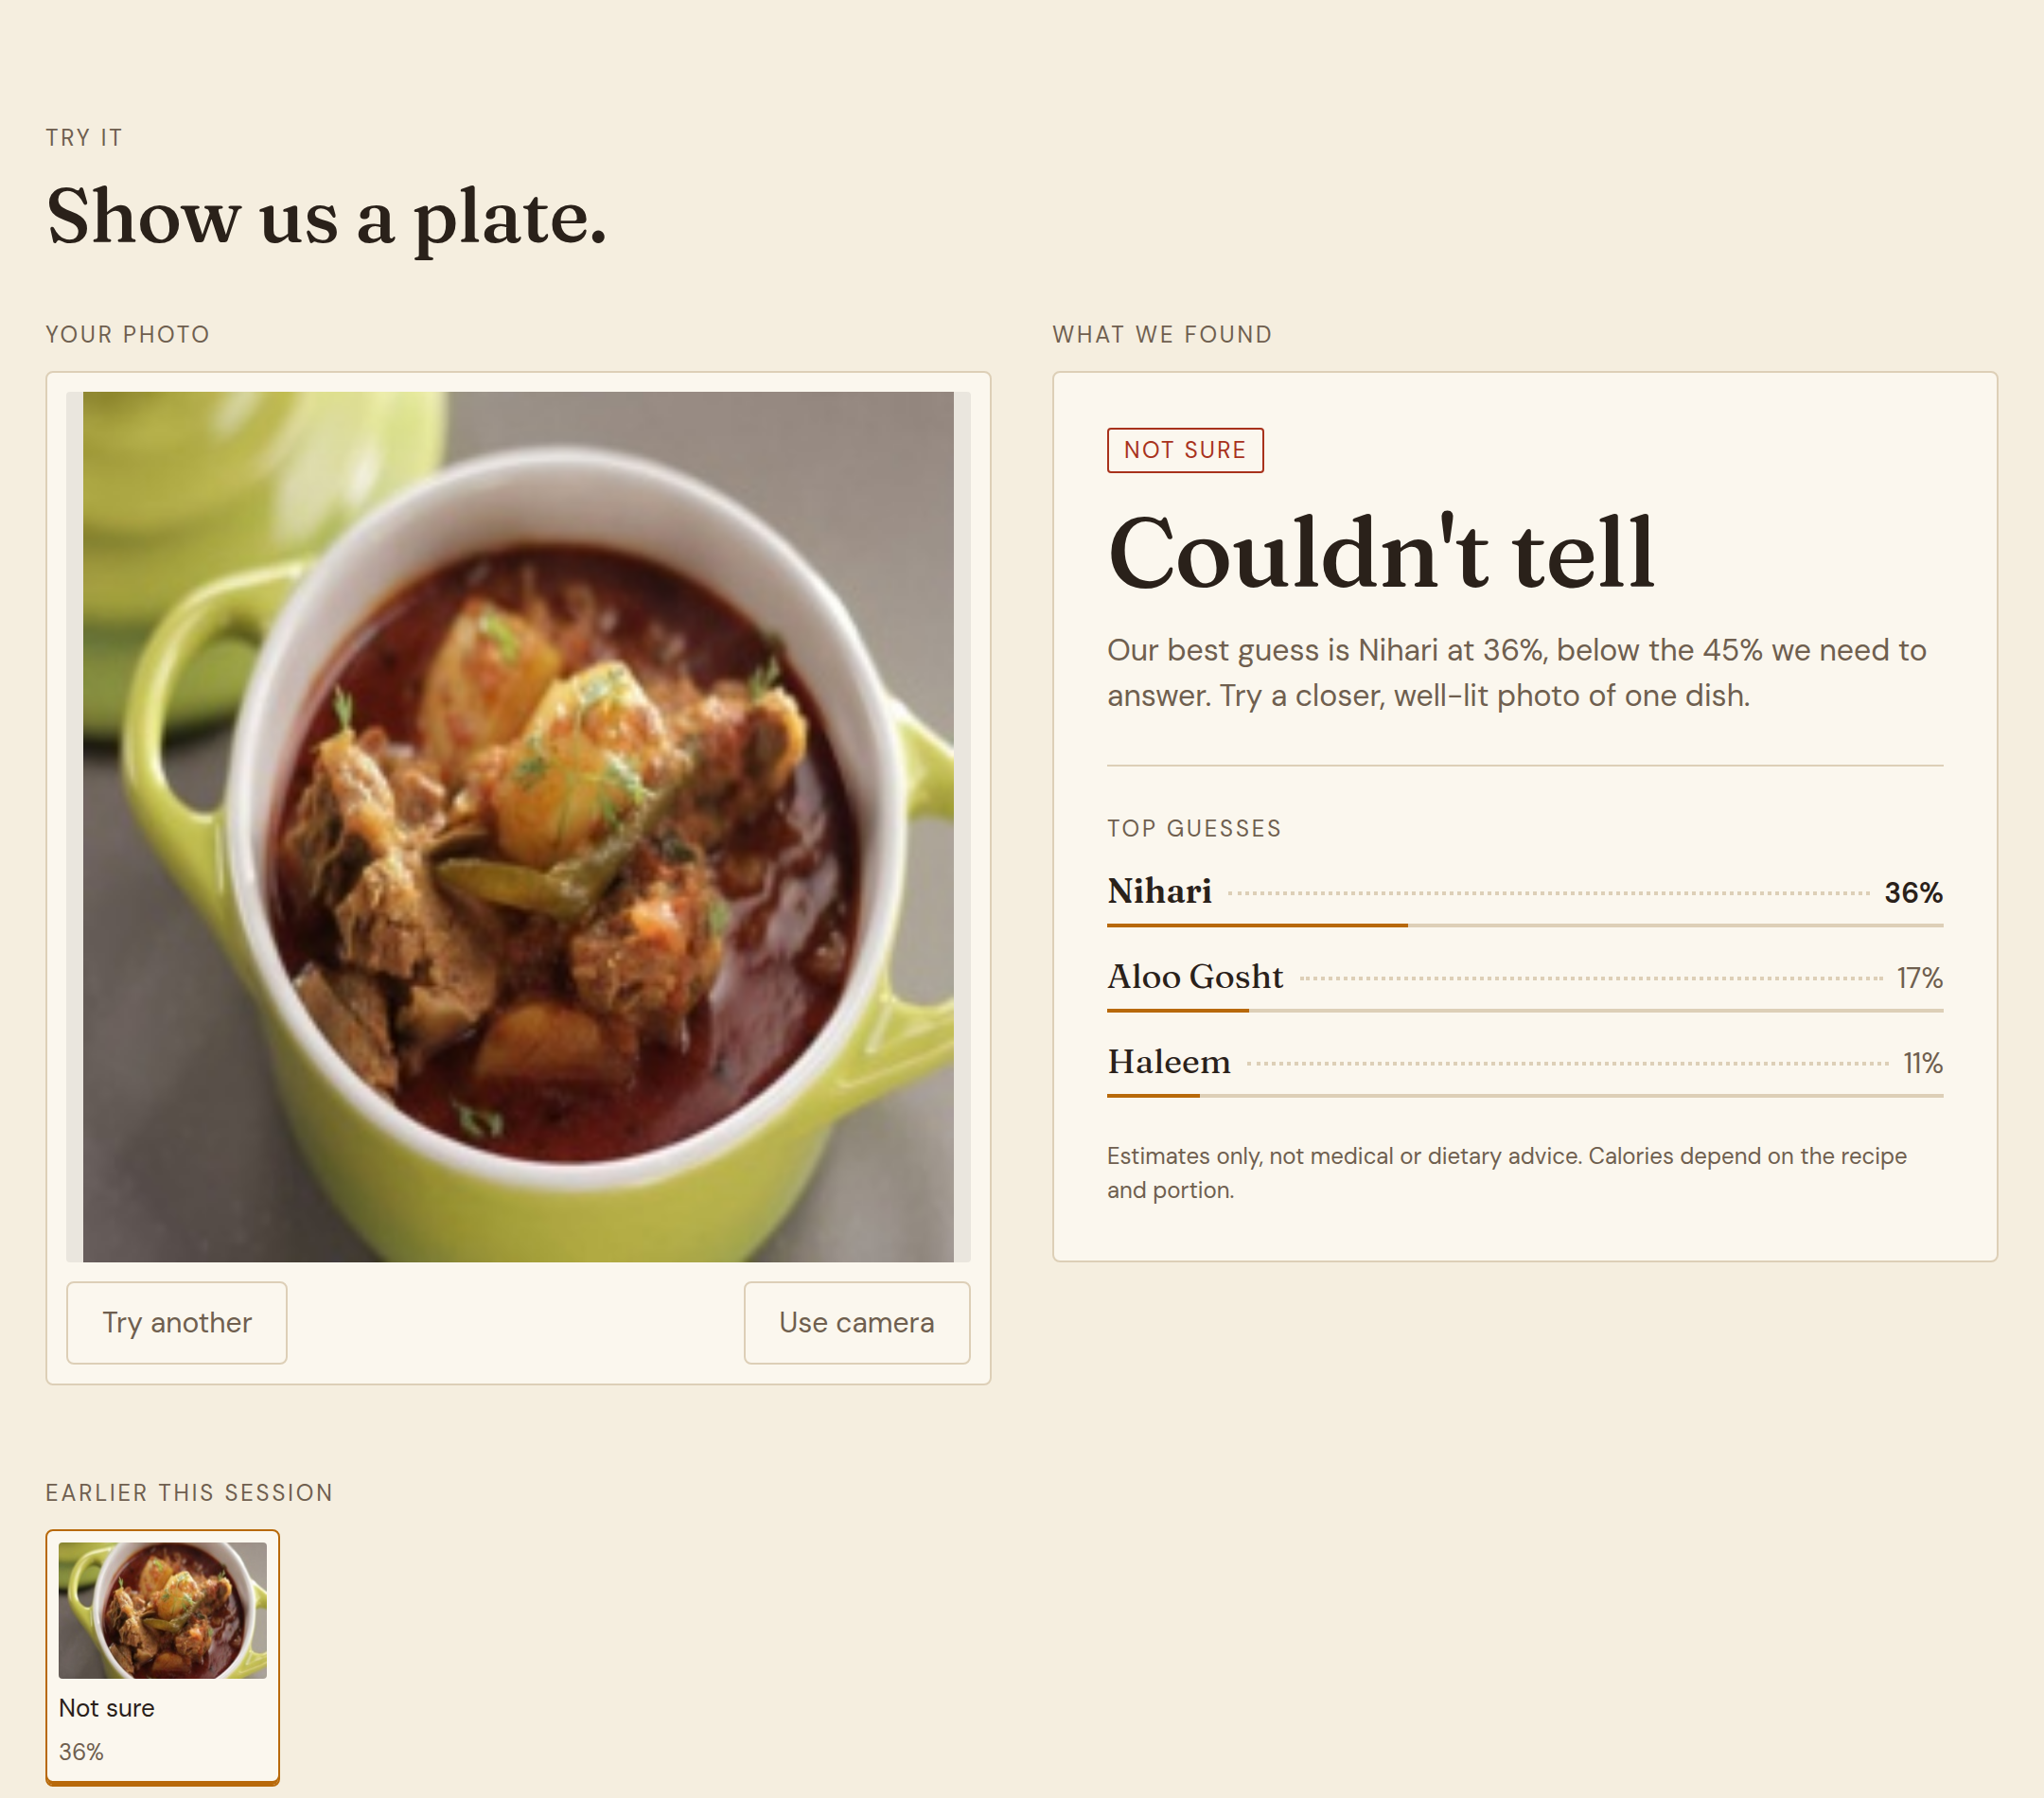 TRY IT
Show us a plate.
YOUR PHOTO
Try another
Use camera
WHAT WE FOUND
NOT SURE
Couldn't tell
Our best guess is Nihari at 36%, below the 45% we need to
answer. Try a closer, well-lit photo of one dish.
TOP GUESSES
Nihari 36%
Aloo Gosht 17%
Haleem 11%
Estimates only, not medical or dietary advice. Calories depend on the recipe
and portion.
EARLIER THIS SESSION
Not sure
36%